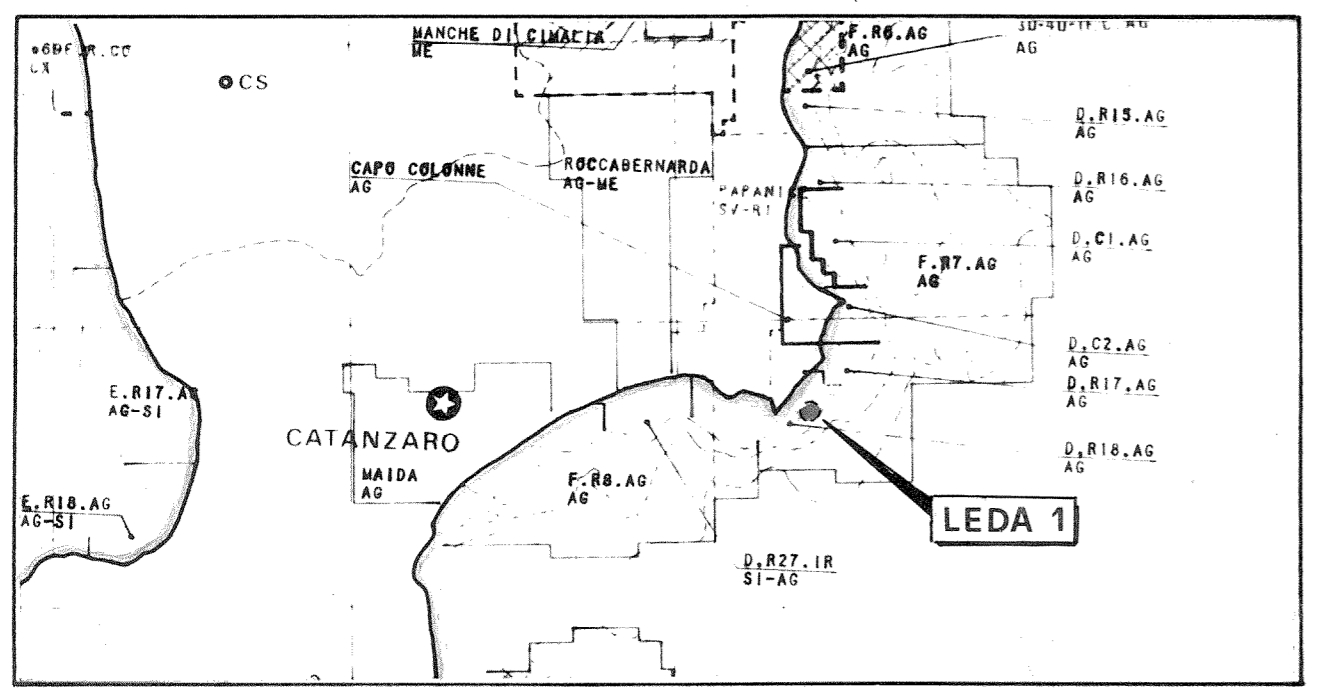 MANCHE DI CIMALIA
ME
F.R6.AG
AG
AG
CS
D.R15.AG
AG
CAPO COLONNE
AG
ROCCABERNARDA
AG-ME
D.R16.AG
AG
D.C1.AG
AG
F.R7.AG
AG
D.C2.AG
AG
D.R17.AG
AG
E.R17.AG
AG-SI
CATANZARO
D.R18.AG
AG
MAIDA
AG
F.R8.AG
AG
E.R18.AG
AG-SI
LEDA 1
D.R27.IR
SI-AG